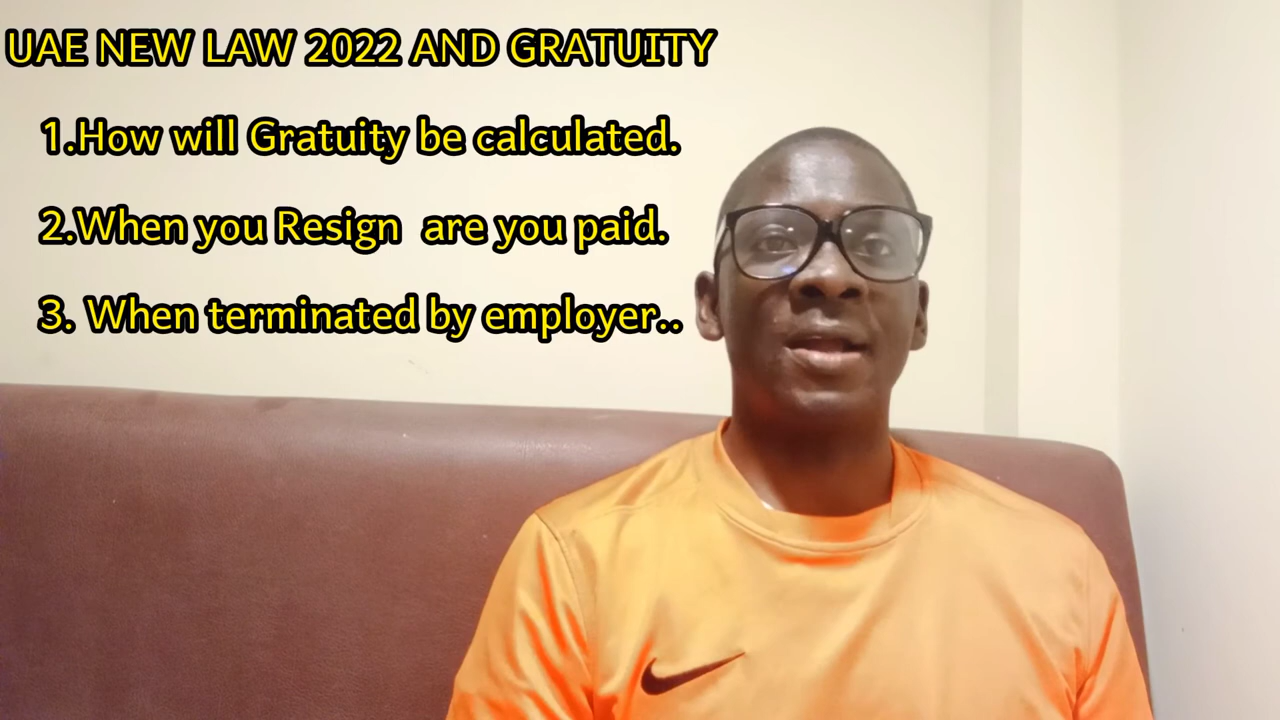 UAE NEW LAW 2022 AND GRATUITY
1.How will Gratuity be calculated.
2.When you Resign are you paid.
3. When terminated by employer..